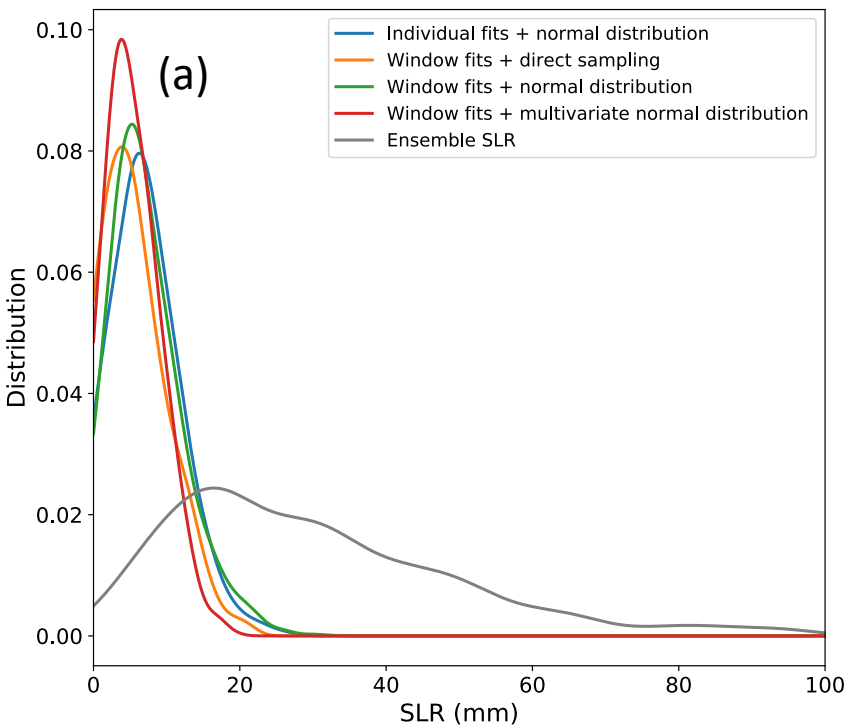 (a)
Individual fits + normal distribution
Window fits + direct sampling
Window fits + normal distribution
Window fits + multivariate normal distribution
Ensemble SLR
Distribution
0.10
0.08
0.06
0.04
0.02
0.00
0 20 40 60 80 100
SLR (mm)